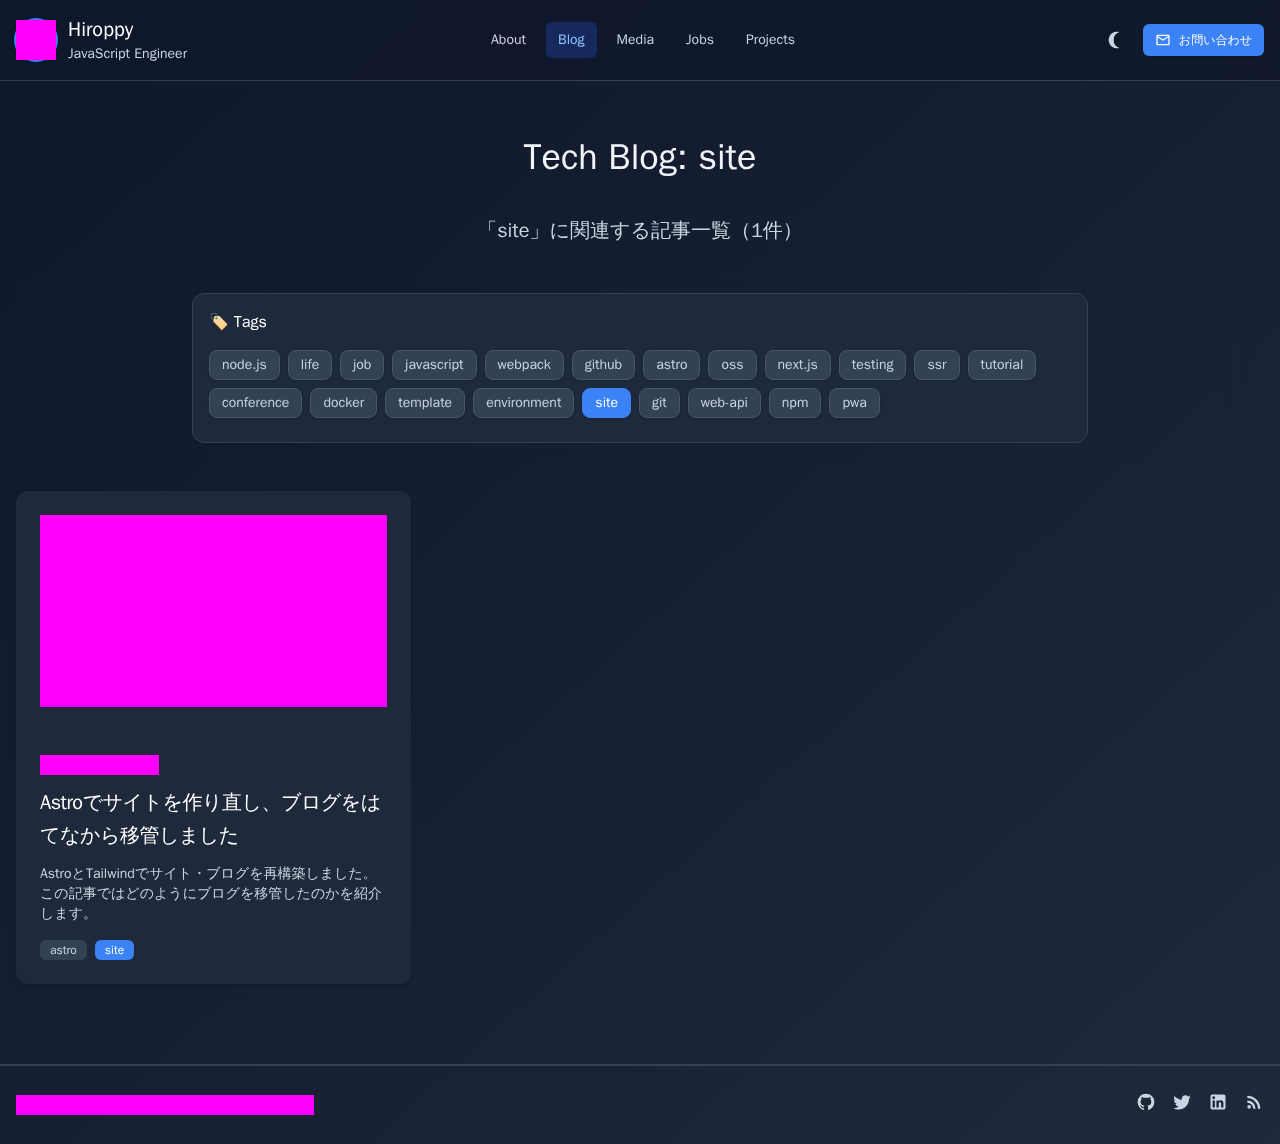 Hiroppy
JavaScript Engineer
About
Blog
Media
Jobs
Projects
お問い合わせ
Tech Blog: site
「site」に関連する記事一覧（1件）
🏷️ Tags
node.js
life
job
javascript
webpack
github
astro
oss
next.js
testing
ssr
tutorial
conference
docker
template
environment
site
git
web-api
npm
pwa
Astroでサイトを作り直し、ブログをは
てなから移管しました
AstroとTailwindでサイト・ブログを再構築しました。
この記事ではどのようにブログを移管したのかを紹介
します。
astro
site